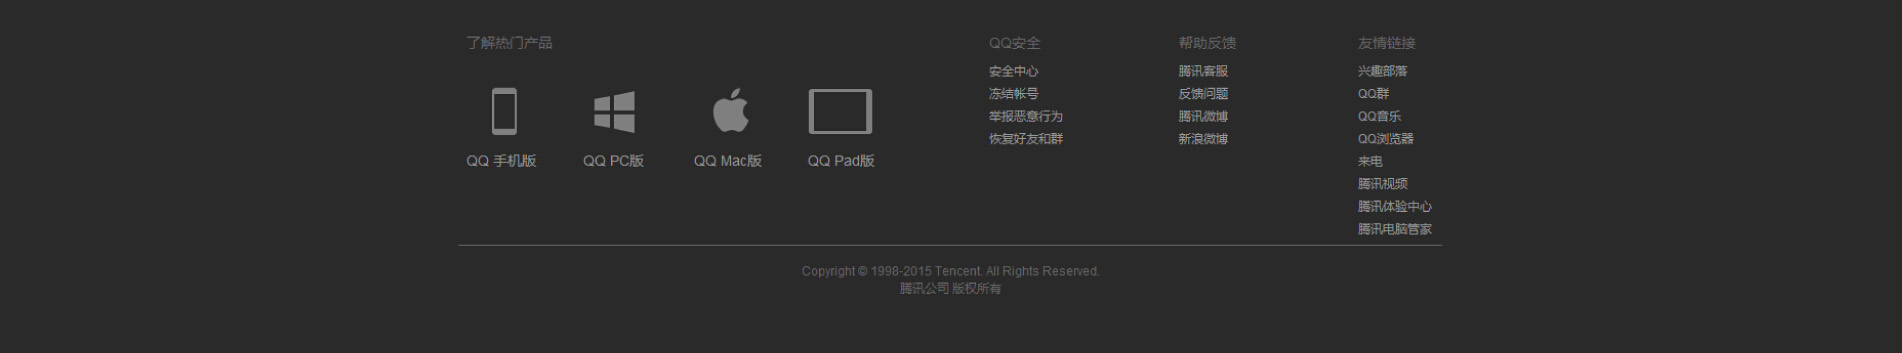 了解热门产品
QQ 手机版
QQ PC版
QQ Mac版
QQ Pad版
QQ安全
安全中心
冻结帐号
举报恶意行为
恢复好友和群
帮助反馈
腾讯客服
反馈问题
腾讯微博
新浪微博
友情链接
兴趣部落
QQ群
QQ音乐
QQ浏览器
来电
腾讯视频
腾讯体验中心
腾讯电脑管家
Copyright © 1998-2015 Tencent. All Rights Reserved.
腾讯公司 版权所有